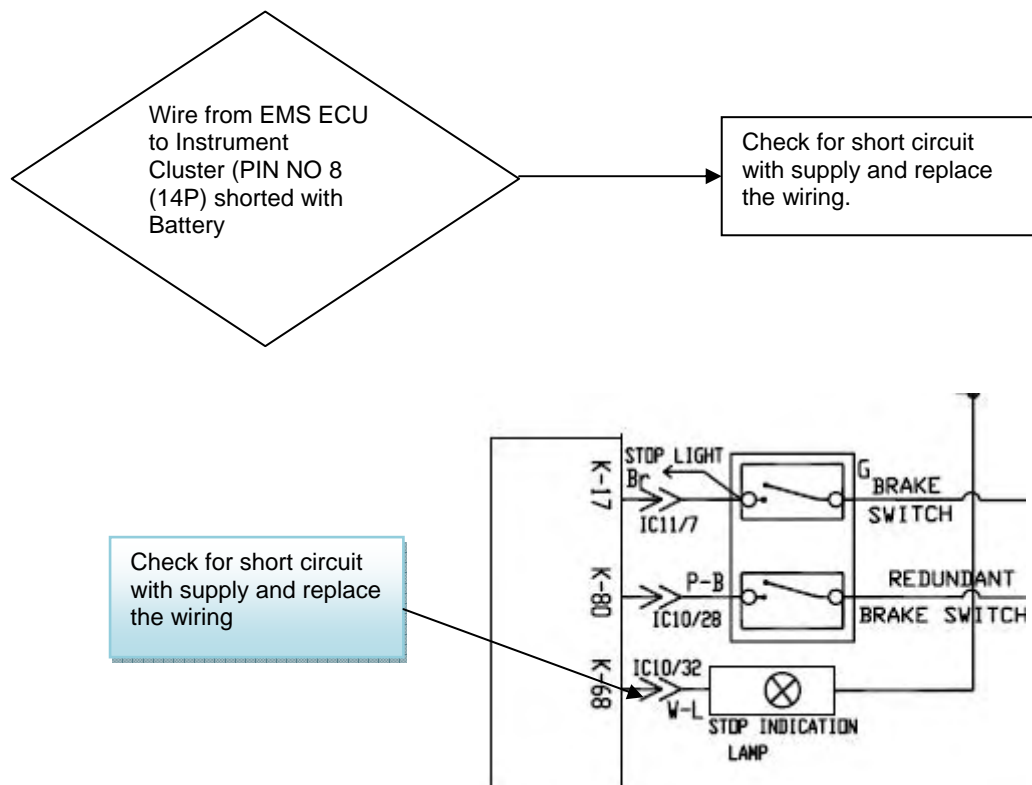 Wire from EMS ECU
to Instrument
Cluster (PIN NO 8
(14P) shorted with
Battery
Check for short circuit
with supply and replace
the wiring.
Check for short circuit
with supply and replace
the wiring
K-17
STOP LIGHT
Br
IC11/7
G
BRAKE
SWITCH
K-80
P-B
IC10/28
REDUNDANT
BRAKE SWITCH
K-68
IC10/32
W-L
STOP INDICATION
LAMP